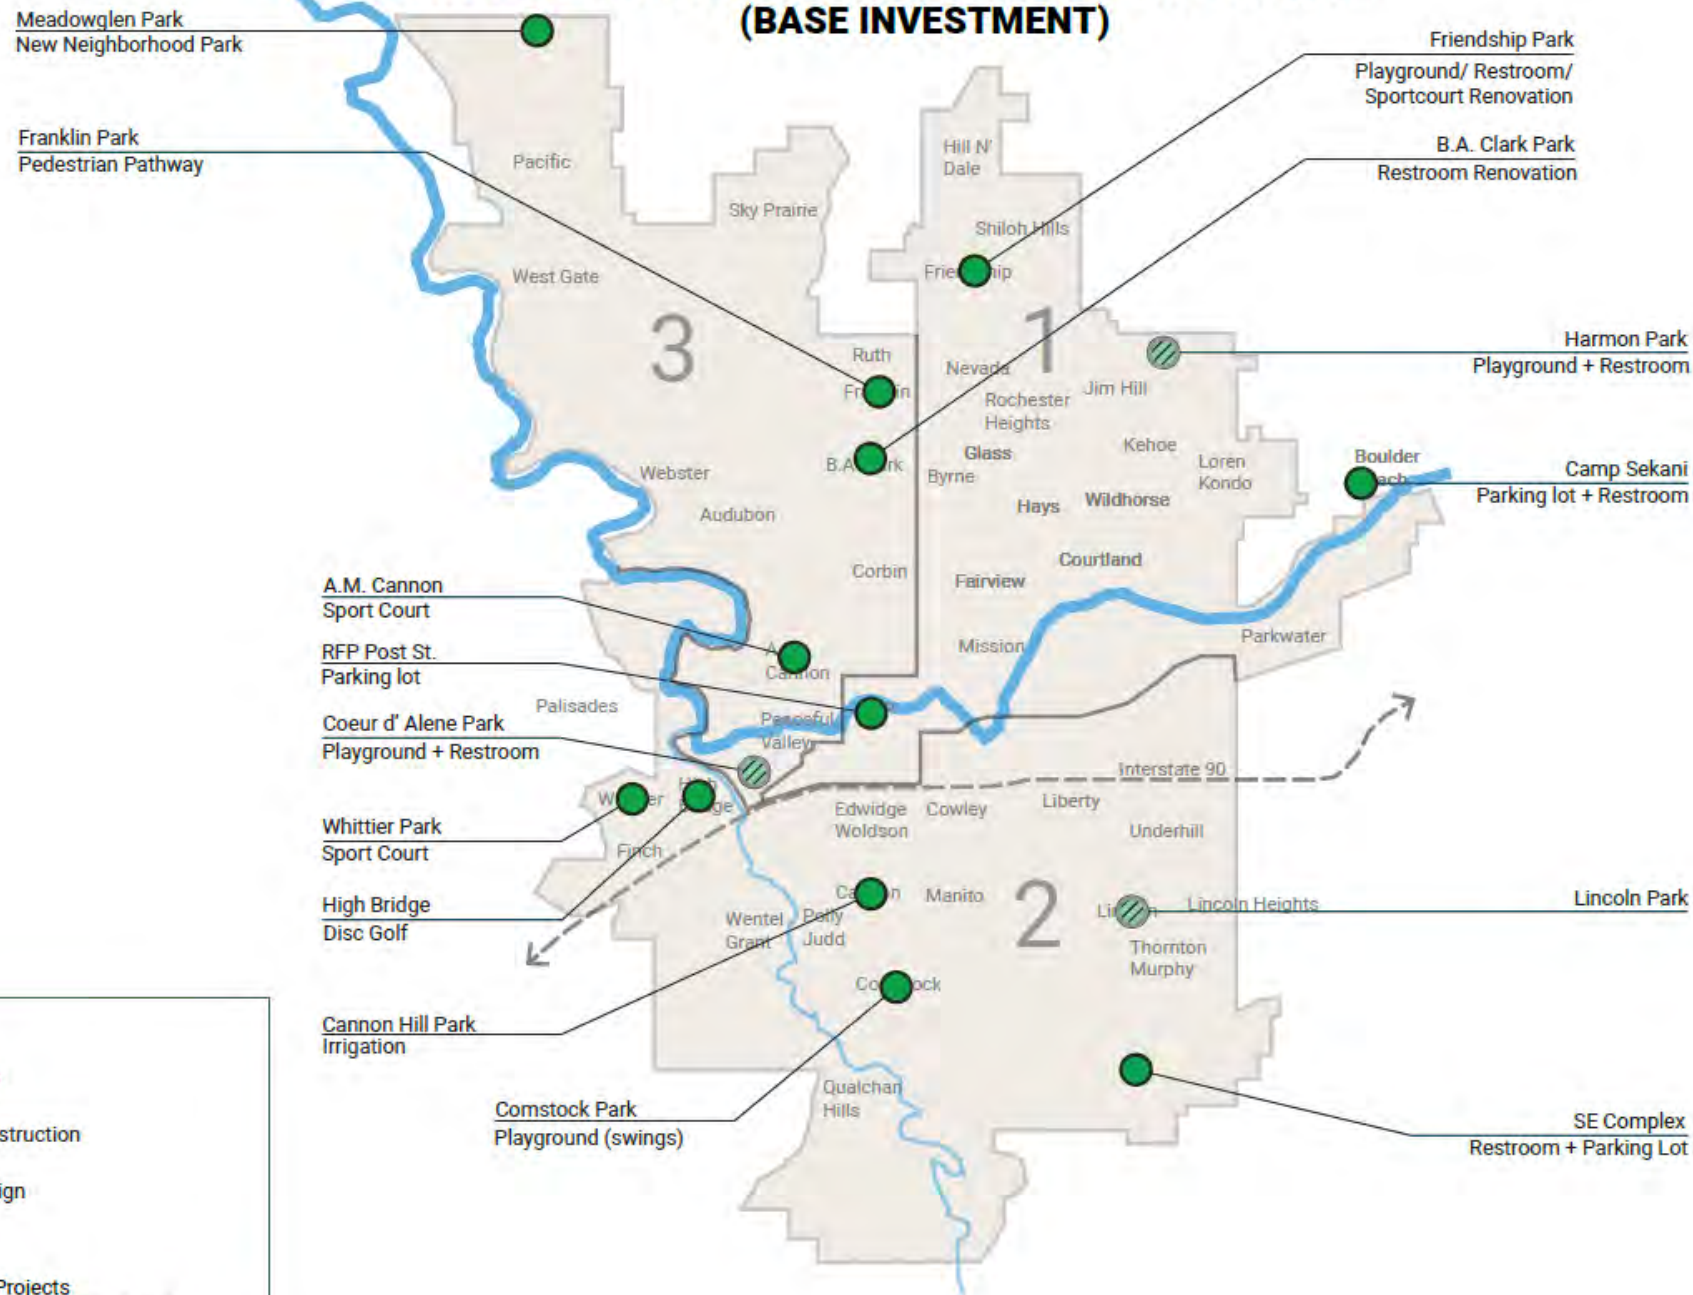 (BASE INVESTMENT)
Meadowglen Park
New Neighborhood Park
Franklin Park
Pedestrian Pathway
Friendship Park
Playground/ Restroom/
Sportcourt Renovation
B.A. Clark Park
Restroom Renovation
Harmon Park
Playground + Restroom
Camp Sekani
Parking lot + Restroom
Pacific
Sky Prairie
West Gate
3
Hill N'
Dale
Shiloh Hills
1
Ruth
Nevada
Rochester
Heights
Jim Hill
Glass
Byrne
Kehoe
Loren
Kondo
Boulder
Webster
Audubon
Hays
Wildhorse
Corbin
Fairview
Courtland
Mission
Parkwater
A.M. Cannon
Sport Court
RFP Post St.
Parking lot
Coeur d' Alene Park
Playground + Restroom
Whittier Park
Sport Court
High Bridge
Disc Golf
Cannon Hill Park
Irrigation
Comstock Park
Playground (swings)
Cannon
Palisades
Peaceful
Valley
Finch
Interstate 90
Edwidge
Woldson
Cowley
Liberty
Underhill
Manito
2
Lincoln Heights
Wentel
Grant
Polly
Judd
Thornton
Murphy
Qualchan
Hills
Lincoln Park
SE Complex
Restroom + Parking Lot
struction
ign
Projects